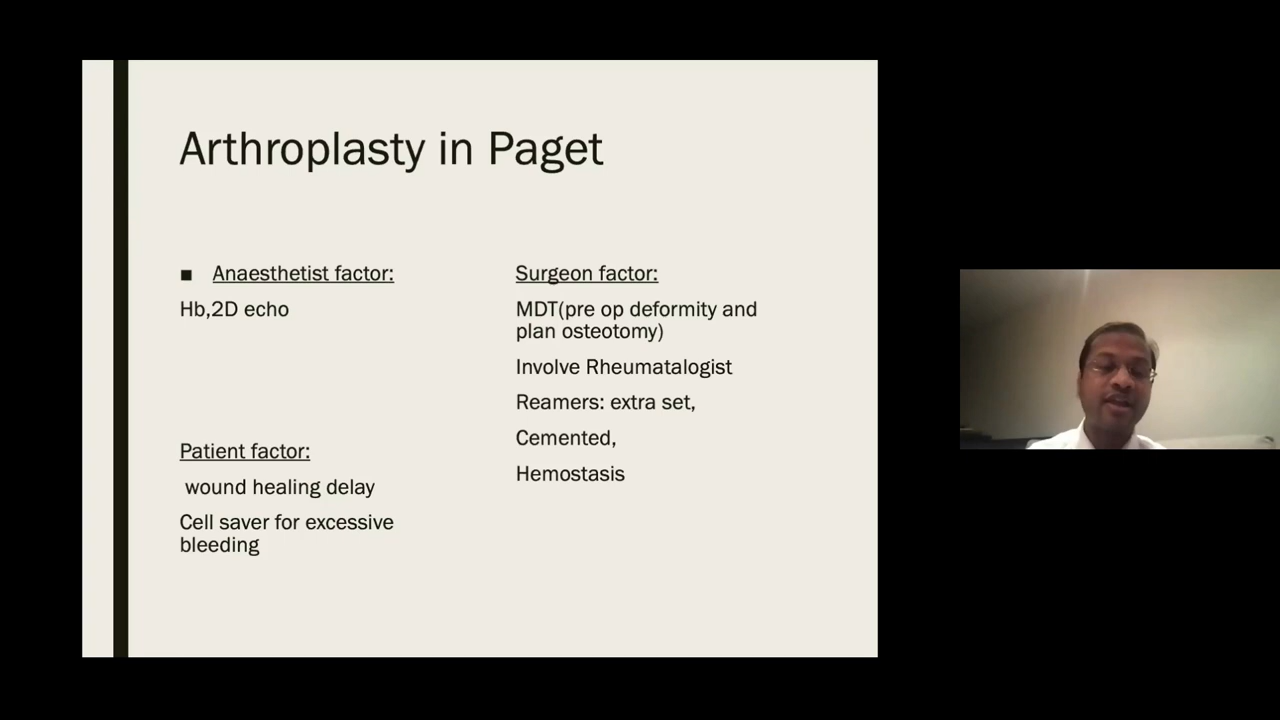 Arthroplasty in Paget
■ Anaesthetist factor:
Hb,2D echo
Patient factor:
wound healing delay
Cell saver for excessive
bleeding
Surgeon factor:
MDT(pre op deformity and
plan osteotomy)
Involve Rheumatalogist
Reamers: extra set,
Cemented,
Hemostasis